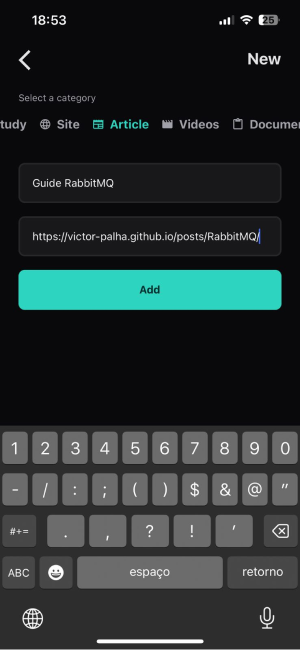 18:53
25
New
Select a category
tudy Site Article Videos Documen
Guide RabbitMQ
https://victor-palha.github.io/posts/RabbitMQ/
Add
1 2 3 4 5 6 7 8 9 0
- / : ; ( ) $ & @ "
#+= . , ? ! '
ABC espaço retorno